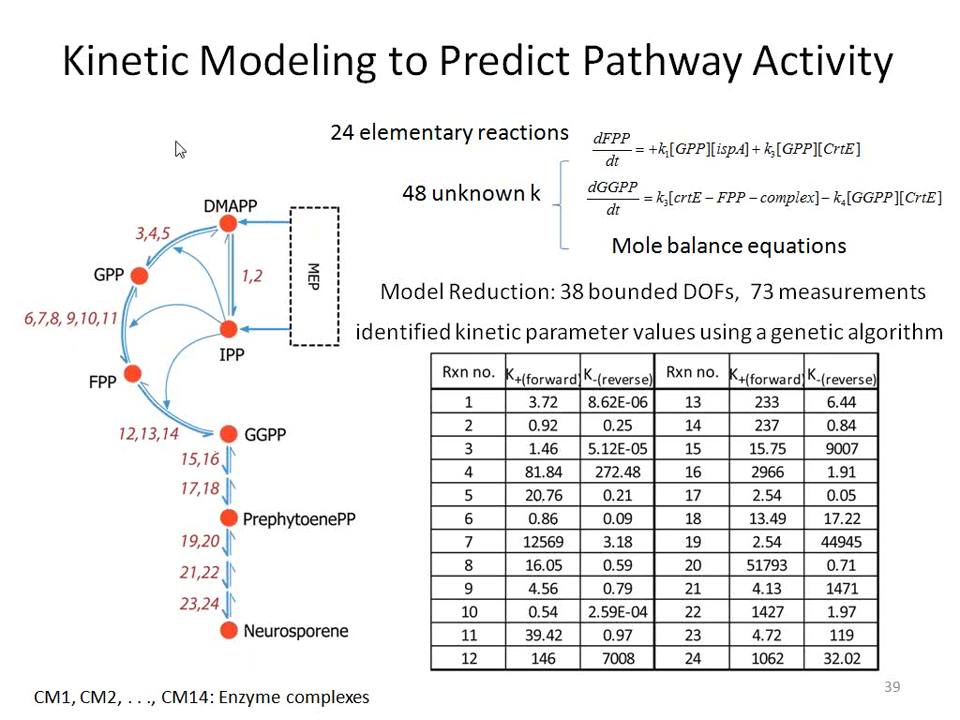 Kinetic Modeling to Predict Pathway Activity
24 elementary reactions
dFPP/dt = +k₁[GPP][ispA]+ k₃[GPP][CrtE]
48 unknown k
dGGPP/dt = k₃[crtE – FPP – complex] – k₄[GGPP][CrtE]
Mole balance equations
Model Reduction: 38 bounded DOFs, 73 measurements
identified kinetic parameter values using a genetic algorithm
DMAPP
3,4,5
GPP
1,2
MEP
6,7,8, 9,10,11
IPP
FPP
12,13,14
GGPP
15,16
17,18
PrephytoenePP
19,20
21,22
23,24
Neurosporene
Rxn no. K+(forward) K-(reverse) Rxn no. K+(forward) K-(reverse)
1 3.72 8.62E-06 13 233 6.44
2 0.92 0.25 14 237 0.84
3 1.46 5.12E-05 15 15.75 9007
4 81.84 272.48 16 2966 1.91
5 20.76 0.21 17 2.54 0.05
6 0.86 0.09 18 13.49 17.22
7 12569 3.18 19 2.54 44945
8 16.05 0.59 20 51793 0.71
9 4.56 0.79 21 4.13 1471
10 0.54 2.59E-04 22 1427 1.97
11 39.42 0.97 23 4.72 119
12 146 7008 24 1062 32.02
CM1, CM2, . . ., CM14: Enzyme complexes
39